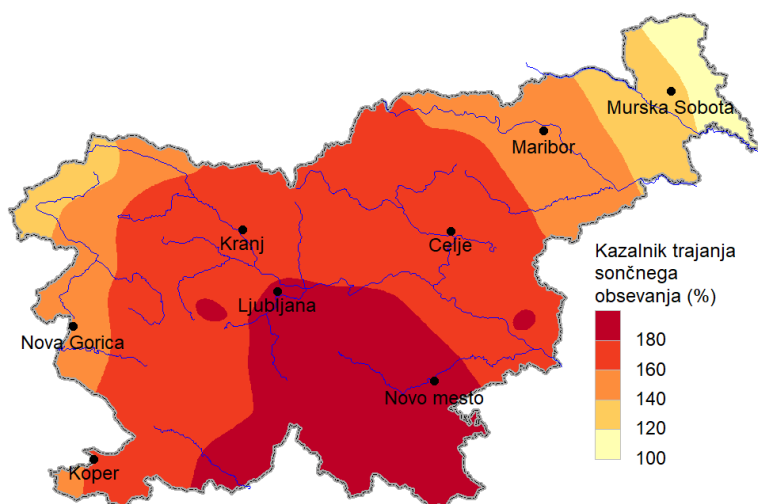 Murska Sobota
Maribor
Kranj
Celje
Ljubljana
Nova Gorica
Novo mesto
Koper
Kazalnik trajanja
sončnega
obsevanja (%)
180
160
140
120
100